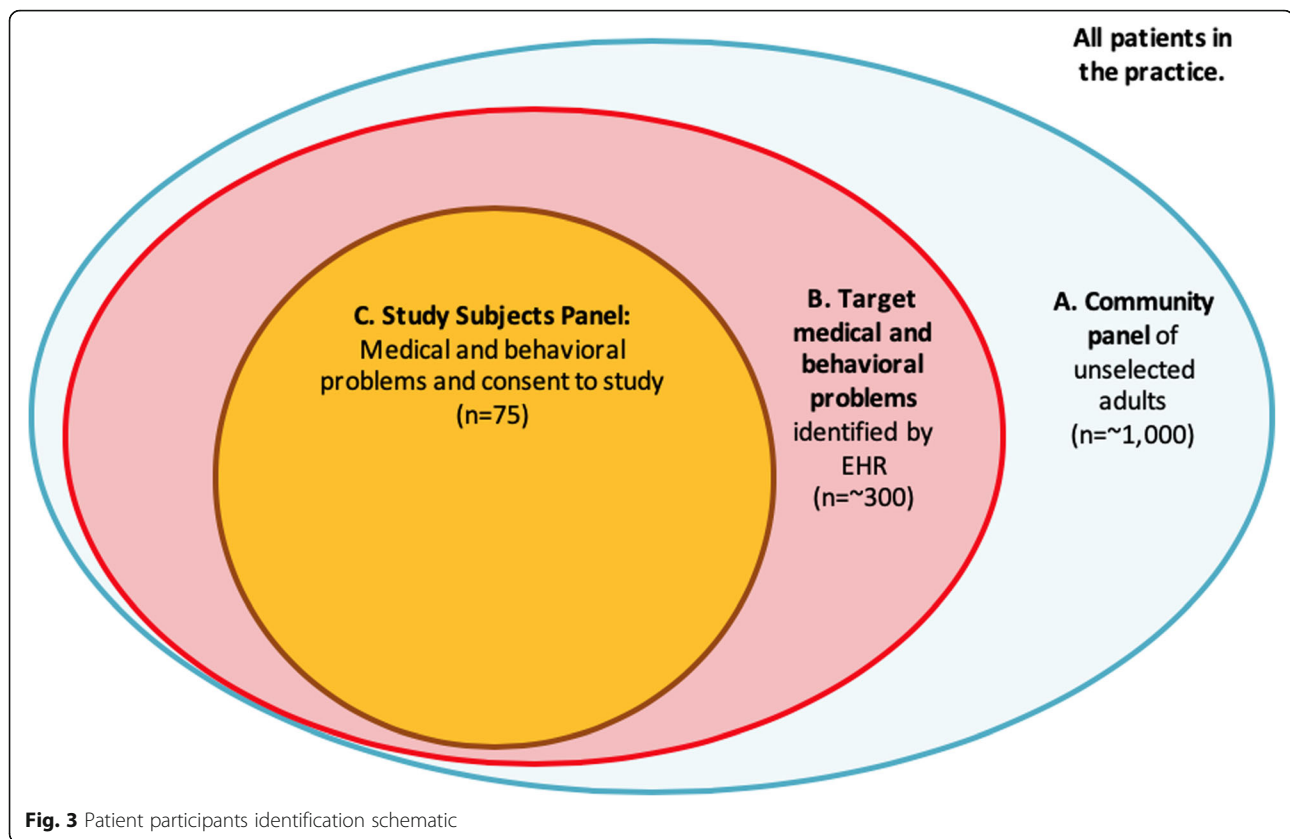 All patients in
the practice.
C. Study Subjects Panel:
Medical and behavioral
problems and consent to study
(n=75)
B. Target
medical and
behavioral
problems
identified by
EHR
(n=~300)
A. Community
panel of
unselected
adults
(n=~1,000)
Fig. 3 Patient participants identification schematic